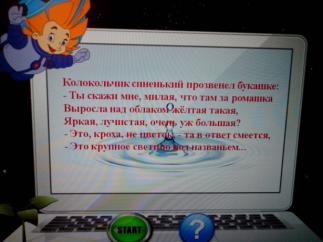 Колокольчик синенький прозвенел букашке:
- Ты скажи мне, милая, что там за ромашка
Выросла над облаком жёлтая такая,
Яркая, лучистая, очень уж большая?
- Это, кроха, не цветок, - та в ответ смеётся,
- Это крупное светило под названьем...
START
?